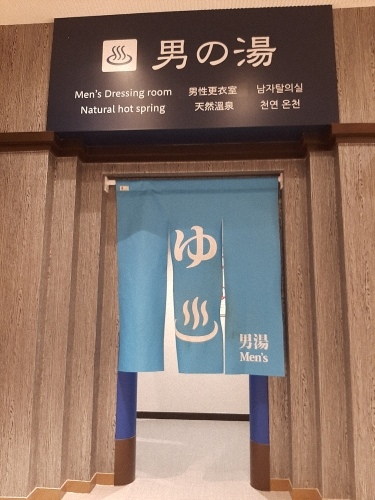 男の湯
Men's Dressing room 男性更衣室 남자탈의실
Natural hot spring 天然溫泉 천연 온천
ゆ
男湯
Men's